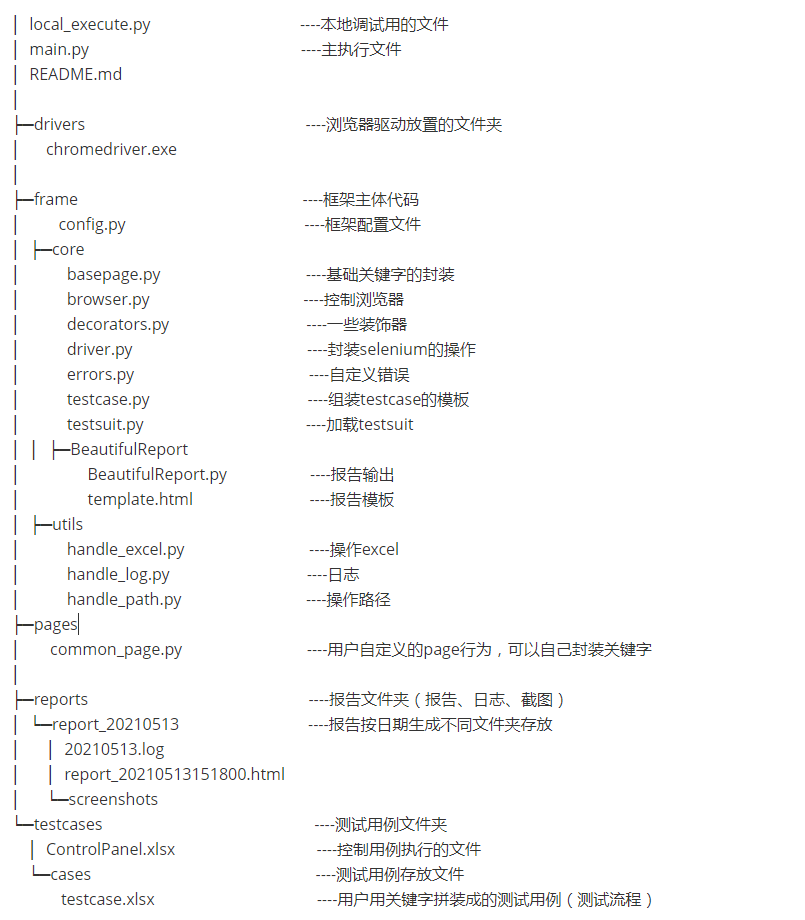 │ local_execute.py ----本地调试用的文件
│ main.py ----主执行文件
│ README.md
│
├─drivers ----浏览器驱动放置的文件夹
│ chromedriver.exe
│
├─frame ----框架主体代码
│ config.py ----框架配置文件
│ ├─core
│ basepage.py ----基础关键字的封装
│ browser.py ----控制浏览器
│ decorators.py ----一些装饰器
│ driver.py ----封装selenium的操作
│ errors.py ----自定义错误
│ testcase.py ----组装testcase的模板
│ testsuit.py ----加载testsuit
│ │ │ ├─BeautifulReport
│ BeautifulReport.py ----报告输出
│ template.html ----报告模板
│ ├─utils
│ handle_excel.py ----操作excel
│ handle_log.py ----日志
│ handle_path.py ----操作路径
├─pages
│ common_page.py ----用户自定义的page行为，可以自己封装关键字
│
├─reports ----报告文件夹（报告、日志、截图）
│ └─report_20210513 ----报告按日期生成不同文件夹存放
│ │ 20210513.log
│ │ report_20210513151800.html
│ └─screenshots
└─testcases ----测试用例文件夹
│ ControlPanel.xlsx ----控制用例执行的文件
└─cases ----测试用例存放文件
testcase.xlsx ----用户用关键字拼装成的测试用例（测试流程）